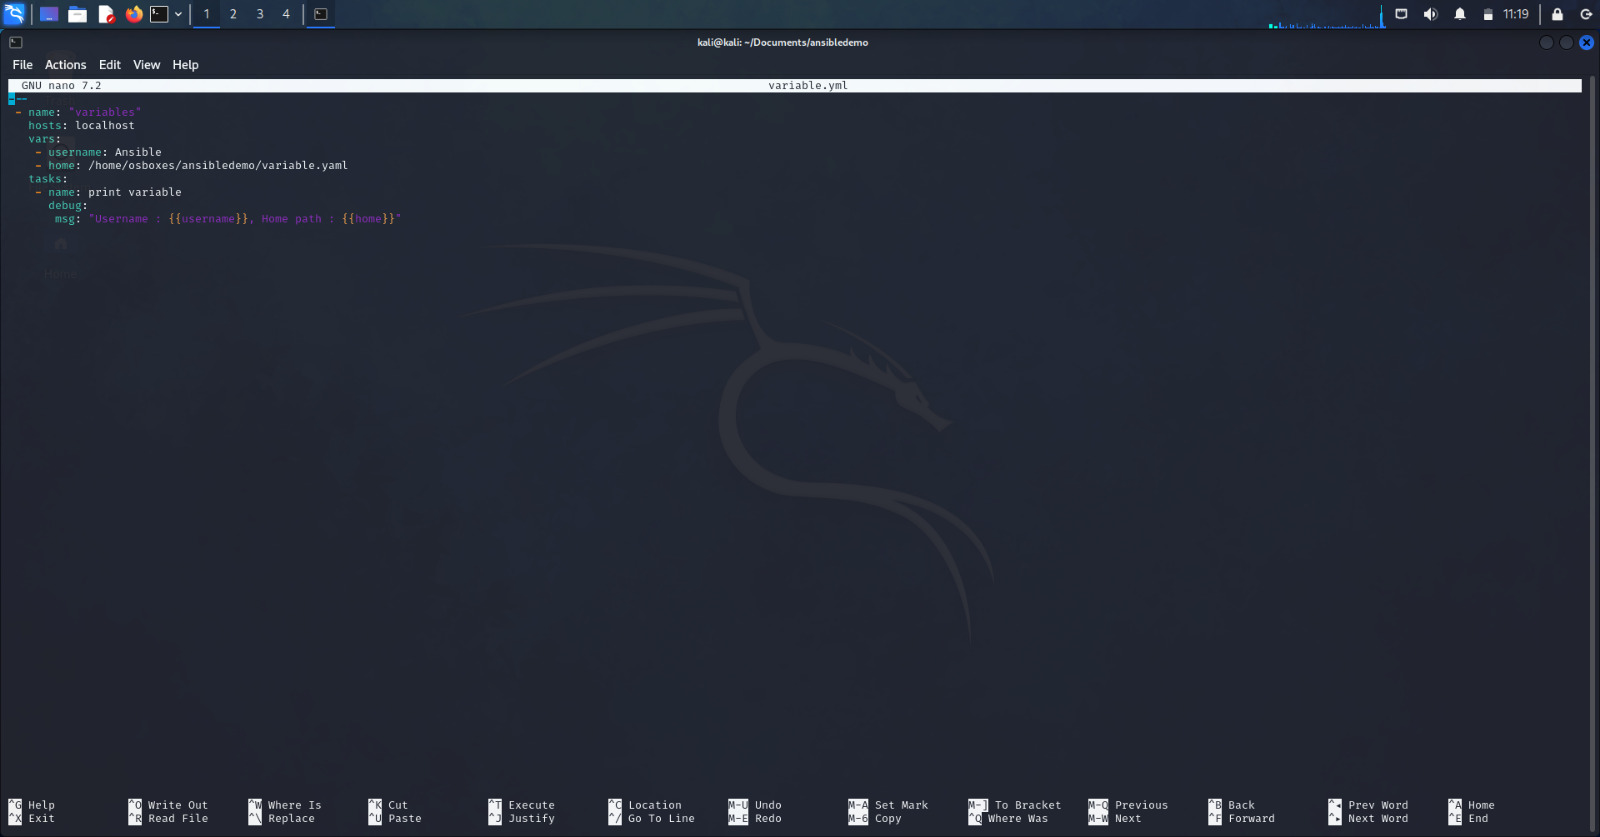 1 2 3 4 11:19
kali@kali: ~/Documents/ansibledemo
File Actions Edit View Help
GNU nano 7.2 variable.yml
---
- name: "variables"
hosts: localhost
vars:
- username: Ansible
- home: /home/osboxes/ansibledemo/variable.yaml
tasks:
- name: print variable
debug:
msg: "Username : {{username}}, Home path : {{home}}"
Home
^G Help ^O Write Out ^W Where Is ^K Cut ^T Execute ^C Location M-U Undo M-A Set Mark M-] To Bracket M-Q Previous ^B Back ^◂ Prev Word ^A Home
^X Exit ^R Read File ^\ Replace ^U Paste ^J Justify ^/ Go To Line M-E Redo M-6 Copy ^Q Where Was M-W Next ^F Forward ^▸ Next Word ^E End